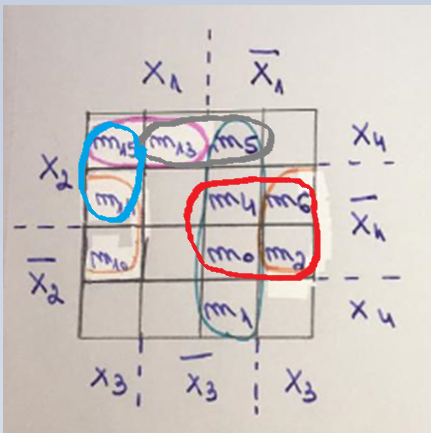 x₁ x̄₁
m₁₅ m₁₃ m₅ x₄
x₂
m₄ m₆
x̄₄
m₁₀ m₀ m₂
x̄₂
m₁ x₄
x₃ x̄₃ x₃